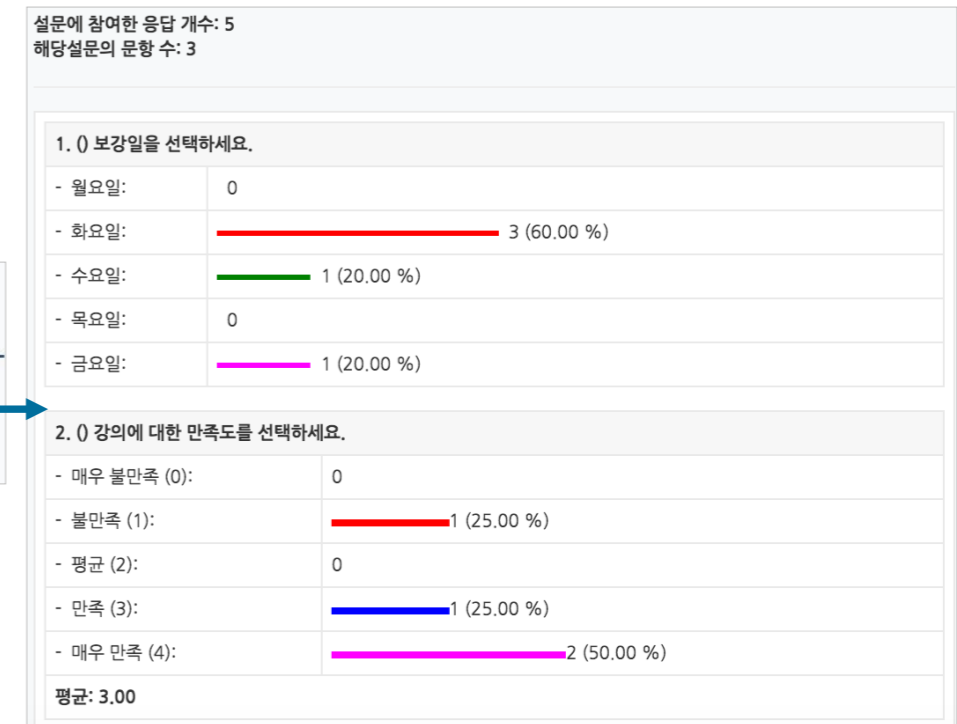 설문에 참여한 응답 개수: 5
해당설문의 문항 수: 3
1. () 보강일을 선택하세요.
- 월요일: 0
- 화요일: 3 (60.00 %)
- 수요일: 1 (20.00 %)
- 목요일: 0
- 금요일: 1 (20.00 %)
2. () 강의에 대한 만족도를 선택하세요.
- 매우 불만족 (0): 0
- 불만족 (1): 1 (25.00 %)
- 평균 (2): 0
- 만족 (3): 1 (25.00 %)
- 매우 만족 (4): 2 (50.00 %)
평균: 3.00